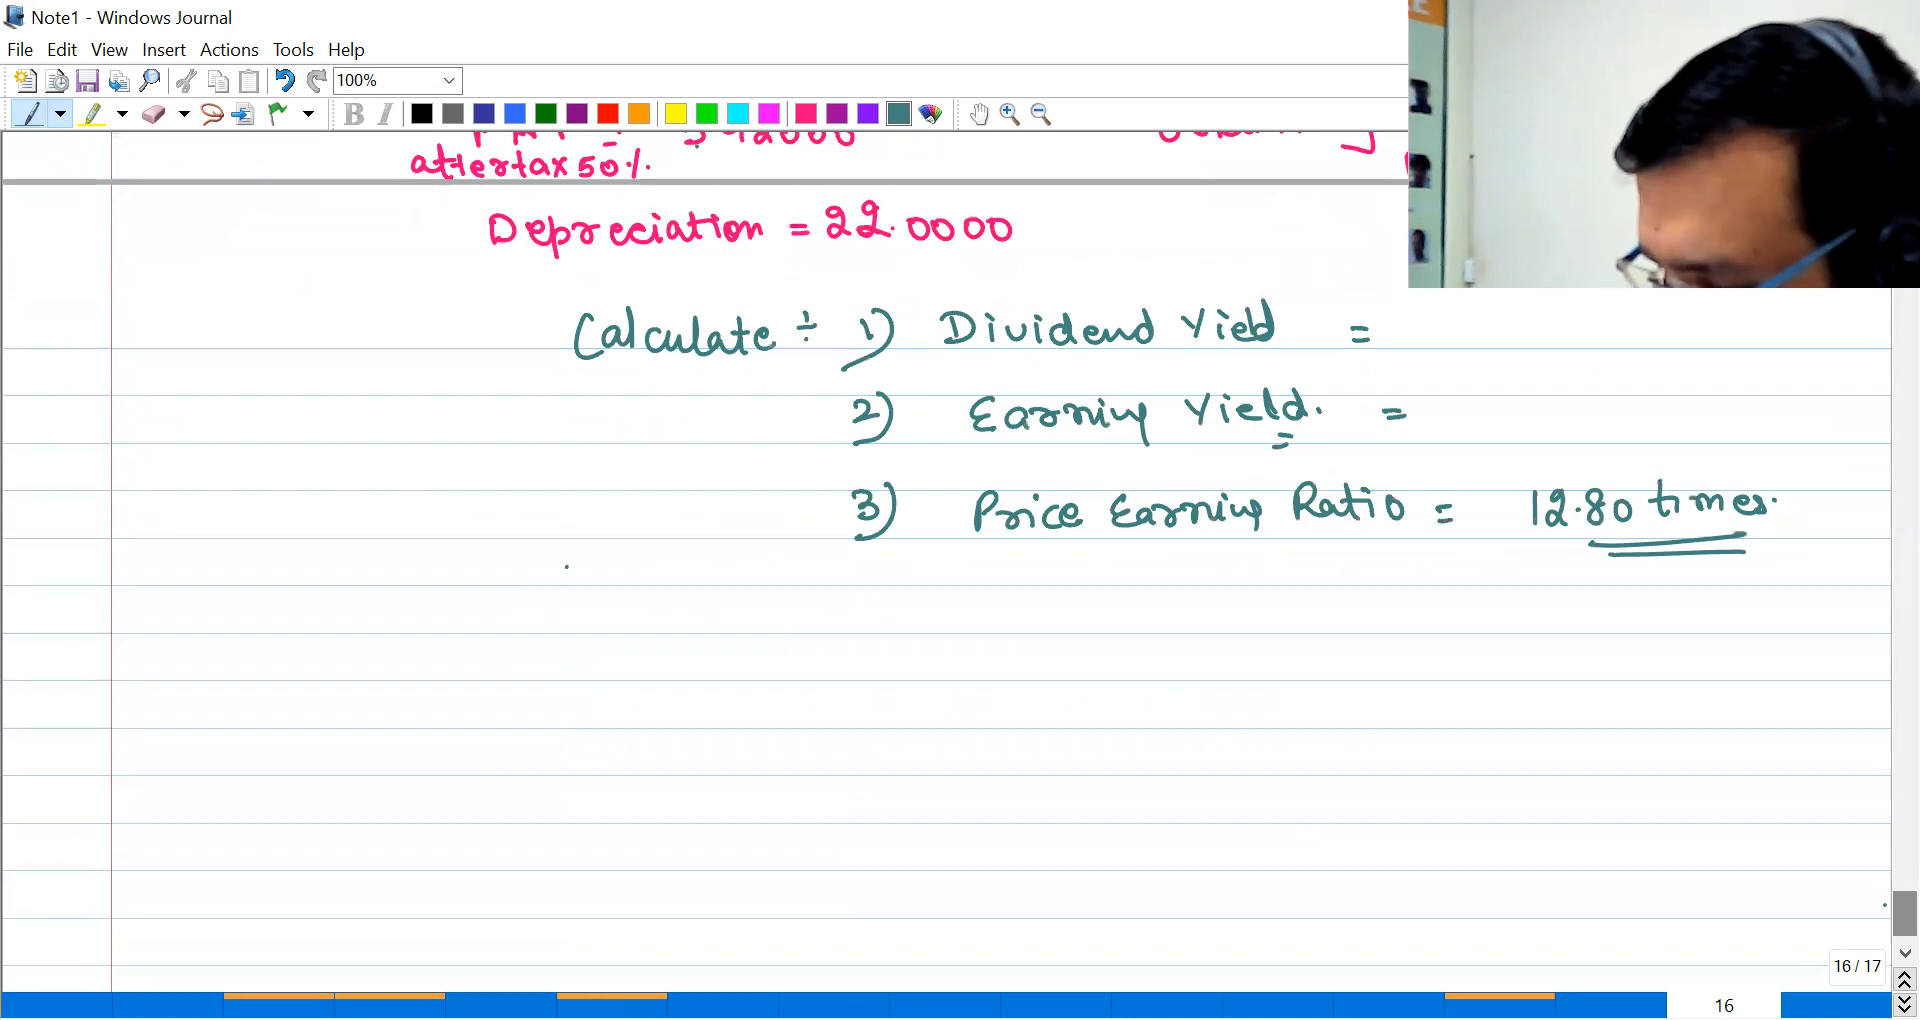 Note1 - Windows Journal
File Edit View Insert Actions Tools Help
100%
B I
after tax 50%
Depreciation = 22.0000
Calculate ÷ 1) Dividend Yield =
2) Earning Yield. =
3) Price Earning Ratio = 12.80 times.
16 / 17
16